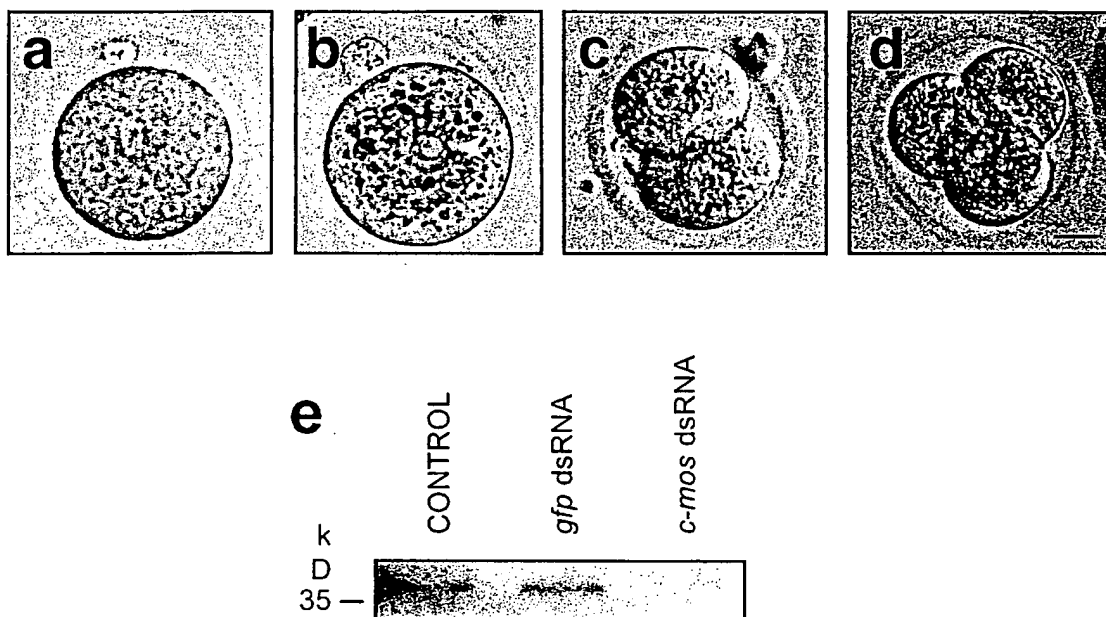 a b c d
e
CONTROL
gfp dsRNA
c-mos dsRNA
k
D
35